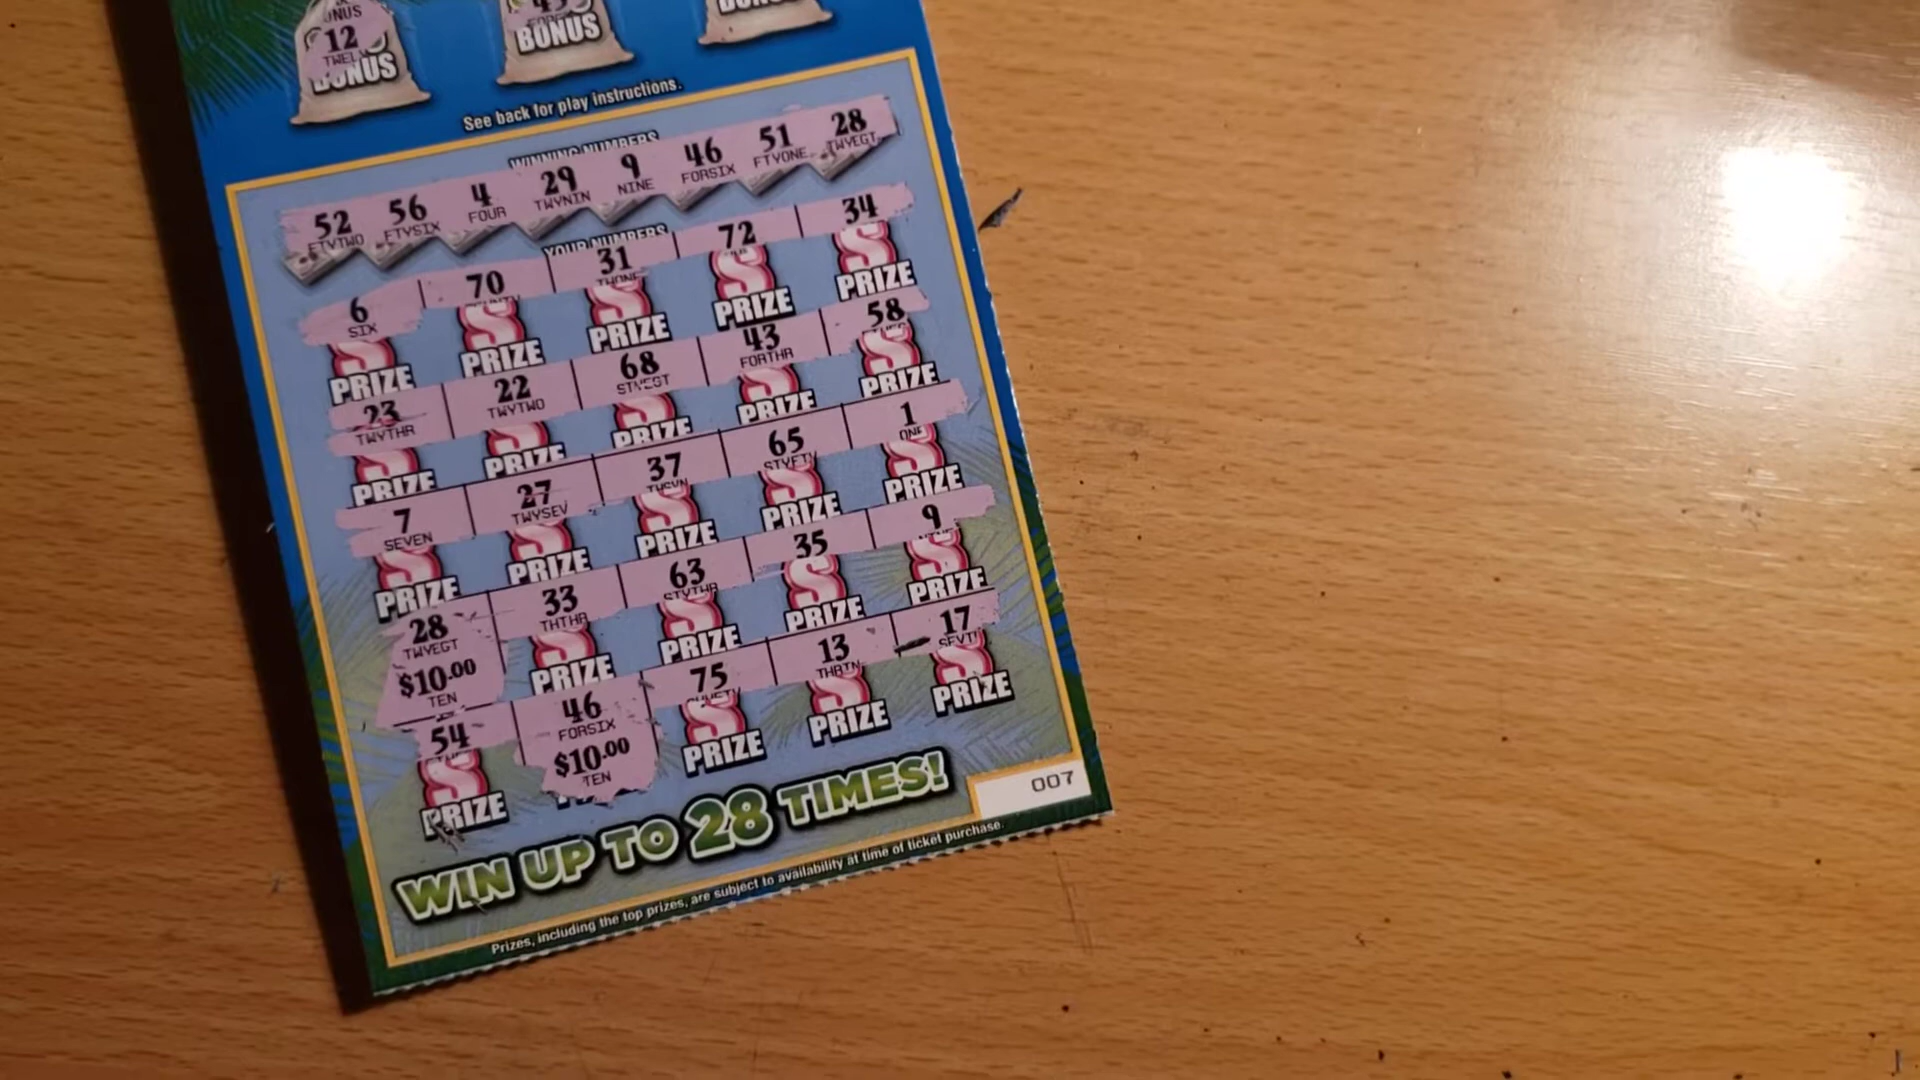 12
BONUS
BONUS
See back for play instructions.
WINNING NUMBERS
52 56 4 29 9 46 51 28
FTYTWO FTYSIX FOUR TWYNIN NINE FORSIX FTYONE TWYEGT
YOUR NUMBERS
6 70 31 72 34
SIX
PRIZE PRIZE PRIZE PRIZE PRIZE
23 22 68 43 58
TWYTHR TWYTWO FORTHR
PRIZE PRIZE PRIZE PRIZE PRIZE
7 27 37 65 1
SEVEN TWYSEV ONE
PRIZE PRIZE PRIZE PRIZE PRIZE
28 33 63 35 9
TWYEGT THTHR
$10.00 PRIZE PRIZE PRIZE PRIZE
TEN
54 46 75 13 17
FORSIX THRTN
PRIZE $10.00 PRIZE PRIZE PRIZE
TEN
WIN UP TO 28 TIMES!
007
Prizes, including the top prizes, are subject to availability at time of ticket purchase.